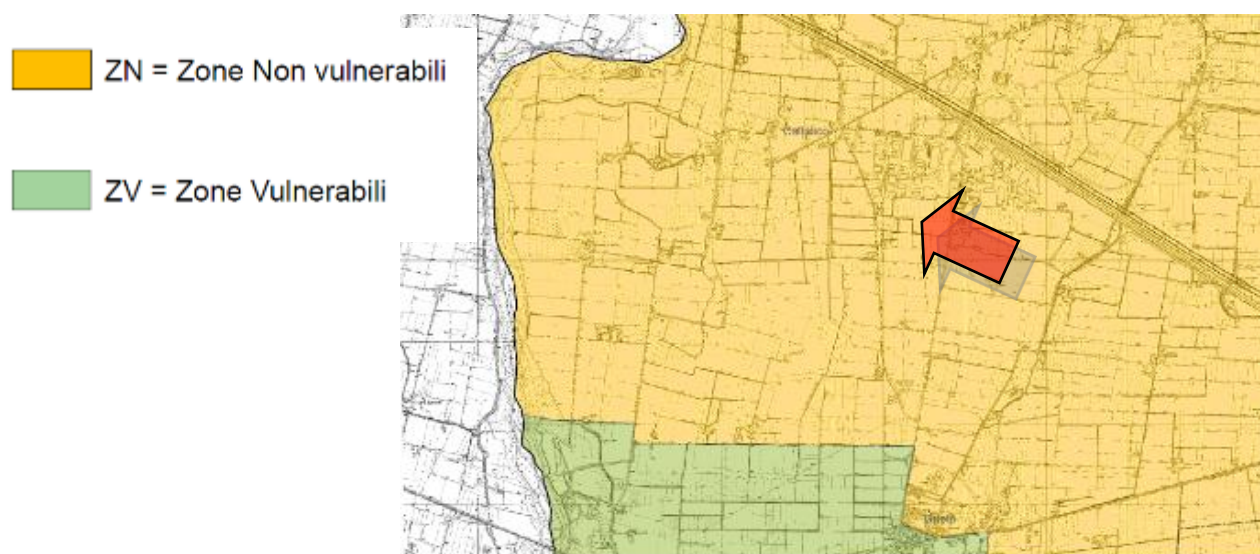 ZN = Zone Non vulnerabili
ZV = Zone Vulnerabili